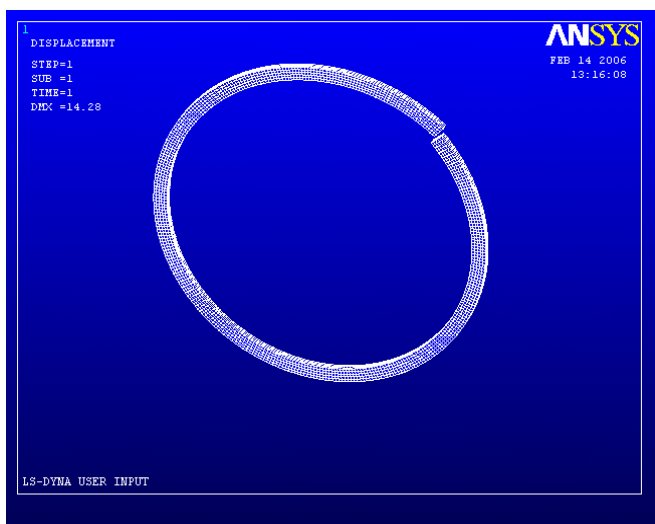 1
DISPLACEMENT
STEP=1
SUB =1
TIME=1
DMX =14.28
ANSYS
FEB 14 2006
13:16:08
LS-DYNA USER INPUT